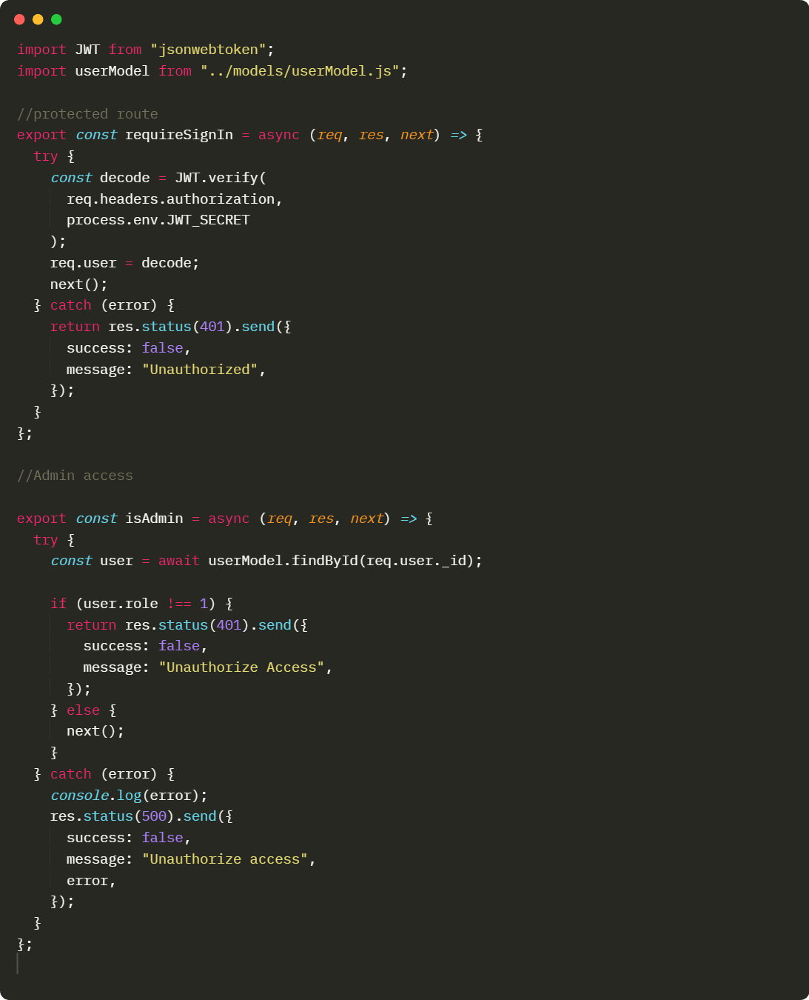 import JWT from "jsonwebtoken";
import userModel from "../models/userModel.js";

//protected route
export const requireSignIn = async (req, res, next) => {
  try {
    const decode = JWT.verify(
      req.headers.authorization,
      process.env.JWT_SECRET
    );
    req.user = decode;
    next();
  } catch (error) {
    return res.status(401).send({
      success: false,
      message: "Unauthorized",
    });
  }
};

//Admin access

export const isAdmin = async (req, res, next) => {
  try {
    const user = await userModel.findById(req.user._id);

    if (user.role !== 1) {
      return res.status(401).send({
        success: false,
        message: "Unauthorize Access",
      });
    } else {
      next();
    }
  } catch (error) {
    console.log(error);
    res.status(500).send({
      success: false,
      message: "Unauthorize access",
      error,
    });
  }
};